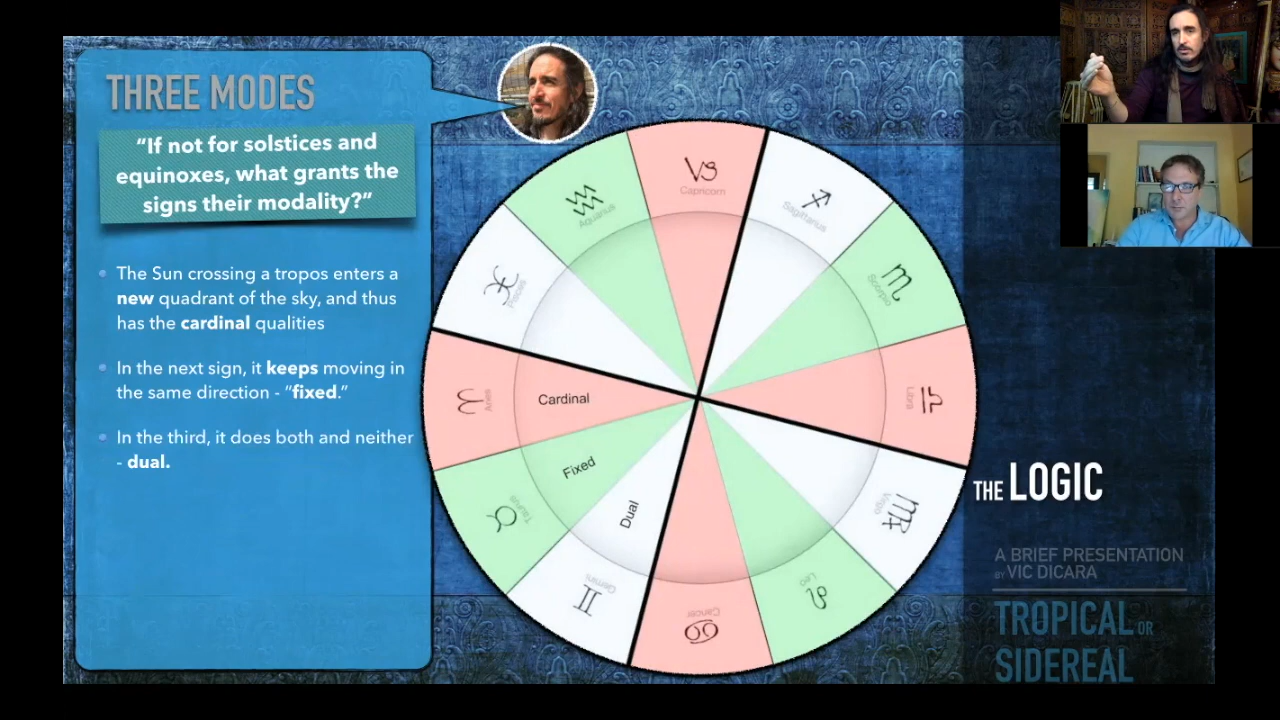 THREE MODES
“If not for solstices and
equinoxes, what grants the
signs their modality?”
The Sun crossing a tropos enters a
new quadrant of the sky, and thus
has the cardinal qualities
In the next sign, it keeps moving in
the same direction - “fixed.”
In the third, it does both and neither
- dual.
Capricorn
Sagittarius
Aquarius
Scorpio
Pisces
Aries
Cardinal
Libra
Fixed
Taurus
Dual
Virgo
Gemini
Leo
Cancer
THE LOGIC
A BRIEF PRESENTATION
BY VIC DICARA
TROPICAL OR
SIDEREAL